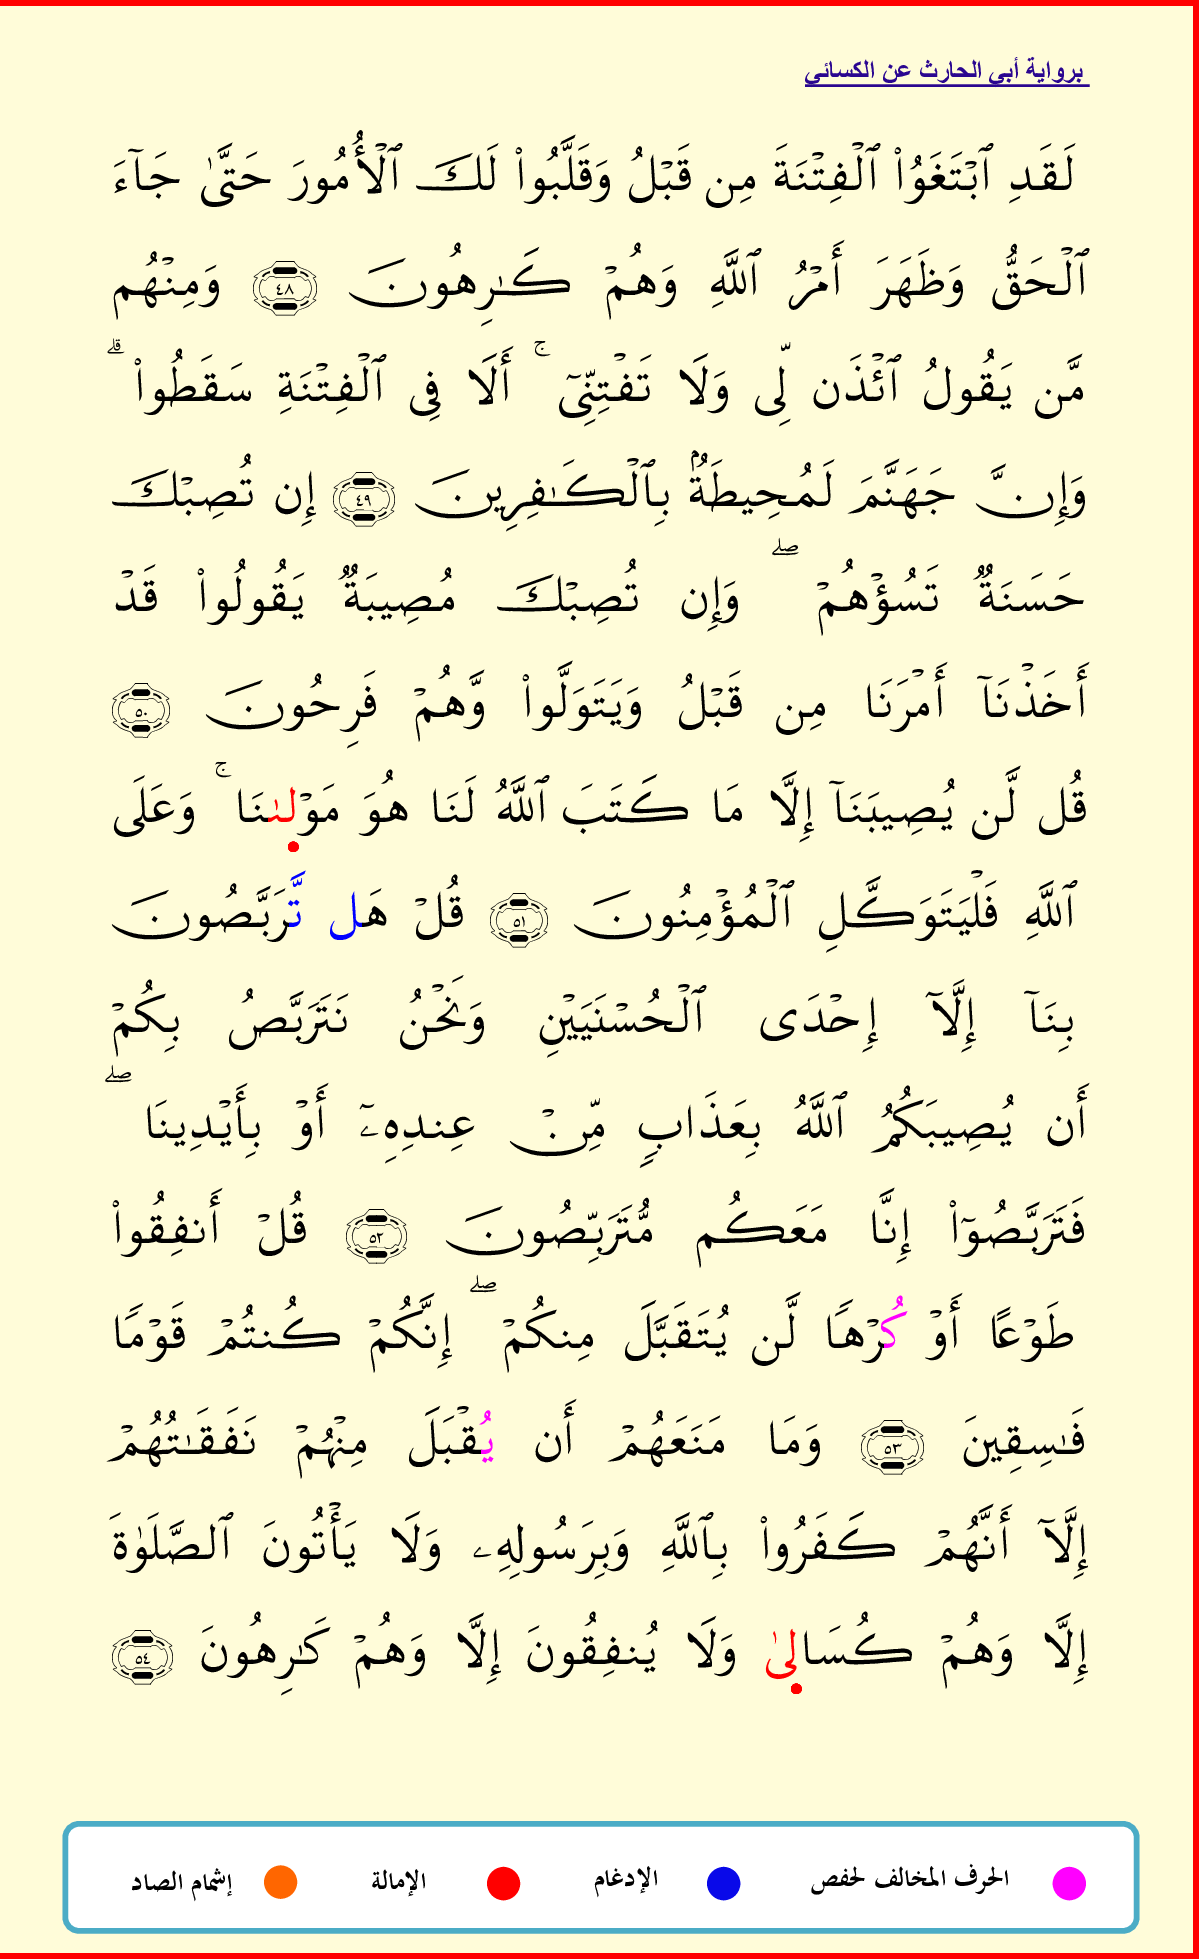 برواية أبي الحارث عن الكسائي
لَقَدِ ٱبْتَغَوُا۟ ٱلْفِتْنَةَ مِن قَبْلُ وَقَلَّبُوا۟ لَكَ ٱلْأُمُورَ حَتَّىٰ جَآءَ
ٱلْحَقُّ وَظَهَرَ أَمْرُ ٱللَّهِ وَهُمْ كَـٰرِهُونَ ٤٨ وَمِنْهُم
مَّن يَقُولُ ٱئْذَن لِّى وَلَا تَفْتِنِّىٓ ۚ أَلَا فِى ٱلْفِتْنَةِ سَقَطُوا۟ ۗ
وَإِنَّ جَهَنَّمَ لَمُحِيطَةٌۢ بِٱلْكَـٰفِرِينَ ٤٩ إِن تُصِبْكَ
حَسَنَةٌ تَسُؤْهُمْ ۖ وَإِن تُصِبْكَ مُصِيبَةٌ يَقُولُوا۟ قَدْ
أَخَذْنَآ أَمْرَنَا مِن قَبْلُ وَيَتَوَلَّوا۟ وَّهُمْ فَرِحُونَ ٥٠
قُل لَّن يُصِيبَنَآ إِلَّا مَا كَتَبَ ٱللَّهُ لَنَا هُوَ مَوْلَىٰنَا ۚ وَعَلَى
ٱللَّهِ فَلْيَتَوَكَّلِ ٱلْمُؤْمِنُونَ ٥١ قُلْ هَل تَّرَبَّصُونَ
بِنَآ إِلَّآ إِحْدَى ٱلْحُسْنَيَيْنِ وَنَحْنُ نَتَرَبَّصُ بِكُمْ
أَن يُصِيبَكُمُ ٱللَّهُ بِعَذَابٍ مِّنْ عِندِهِۦٓ أَوْ بِأَيْدِينَا ۖ
فَتَرَبَّصُوٓا۟ إِنَّا مَعَكُم مُّتَرَبِّصُونَ ٥٢ قُلْ أَنفِقُوا۟
طَوْعًا أَوْ كُرْهًا لَّن يُتَقَبَّلَ مِنكُمْ ۖ إِنَّكُمْ كُنتُمْ قَوْمًا
فَـٰسِقِينَ ٥٣ وَمَا مَنَعَهُمْ أَن يُقْبَلَ مِنْهُمْ نَفَقَـٰتُهُمْ
إِلَّآ أَنَّهُمْ كَفَرُوا۟ بِٱللَّهِ وَبِرَسُولِهِۦ وَلَا يَأْتُونَ ٱلصَّلَوٰةَ
إِلَّا وَهُمْ كُسَالىٰ وَلَا يُنفِقُونَ إِلَّا وَهُمْ كَـٰرِهُونَ ٥٤
الحرف المخالف لحفص الإدغام الإمالة إشمام الصاد